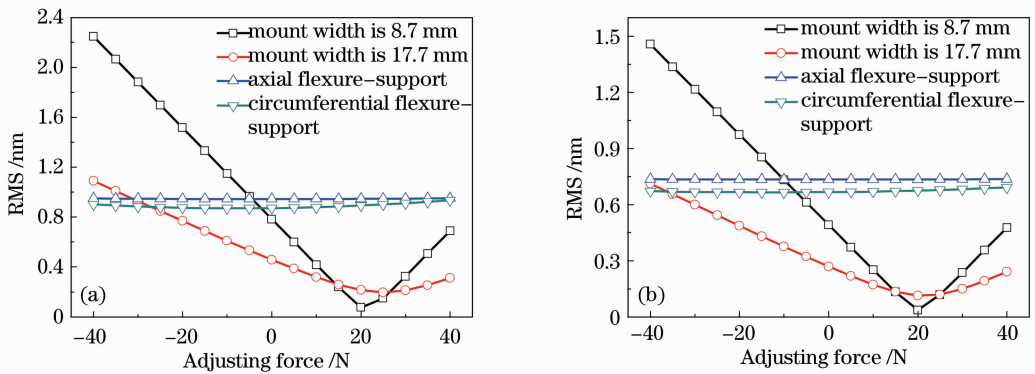 2.4
2.0
1.6
1.2
0.8
0.4
0
RMS /nm
mount width is 8.7 mm
mount width is 17.7 mm
axial flexure-support
circumferential flexure-
support
(a)
-40 -20 0 20 40
Adjusting force /N
1.5
1.2
0.9
0.6
0.3
0
RMS /nm
mount width is 8.7 mm
mount width is 17.7 mm
axial flexure-support
circumferential flexure-
support
(b)
-40 -20 0 20 40
Adjusting force /N